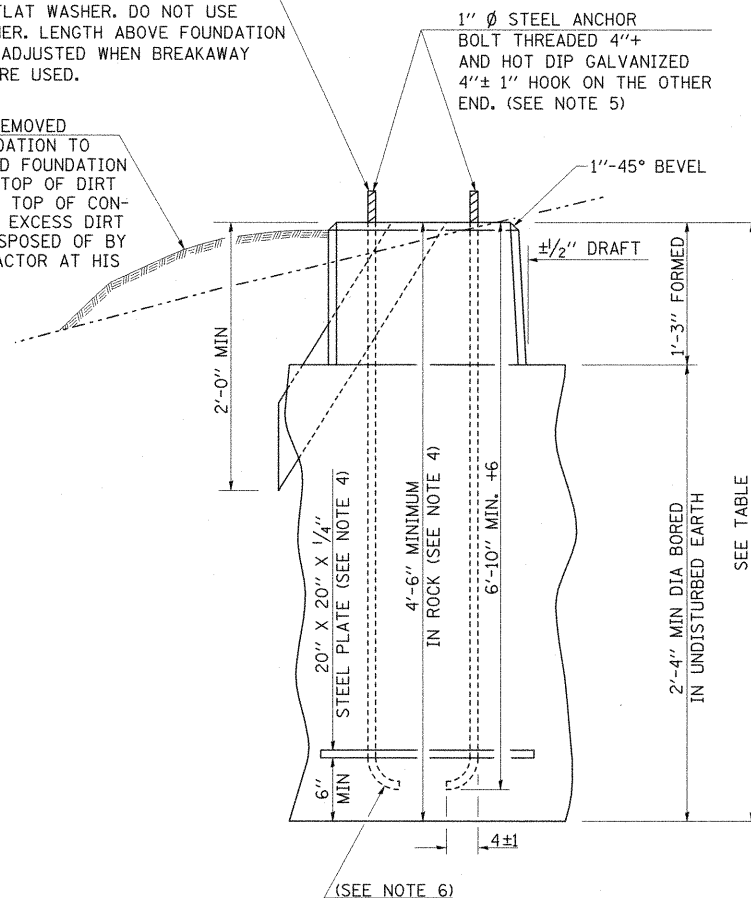 FLAT WASHER. DO NOT USE
HER. LENGTH ABOVE FOUNDATION
ADJUSTED WHEN BREAKAWAY
RE USED.
1" Ø STEEL ANCHOR
BOLT THREADED 4"+
AND HOT DIP GALVANIZED
4"± 1" HOOK ON THE OTHER
END. (SEE NOTE 5)
EMOVED
DATION TO
D FOUNDATION
TOP OF DIRT
TOP OF CON-
EXCESS DIRT
SPOSED OF BY
ACTOR AT HIS
1"-45° BEVEL
±1/2" DRAFT
1'-3" FORMED
2'-0" MIN
20" X 20" X 1/4"
STEEL PLATE (SEE NOTE 4)
4'-6" MINIMUM
IN ROCK (SEE NOTE 4)
6'-10" MIN. +6
2'-4" MIN DIA BORED
IN UNDISTURBED EARTH
SEE TABLE
6"
MIN
4±1
(SEE NOTE 6)